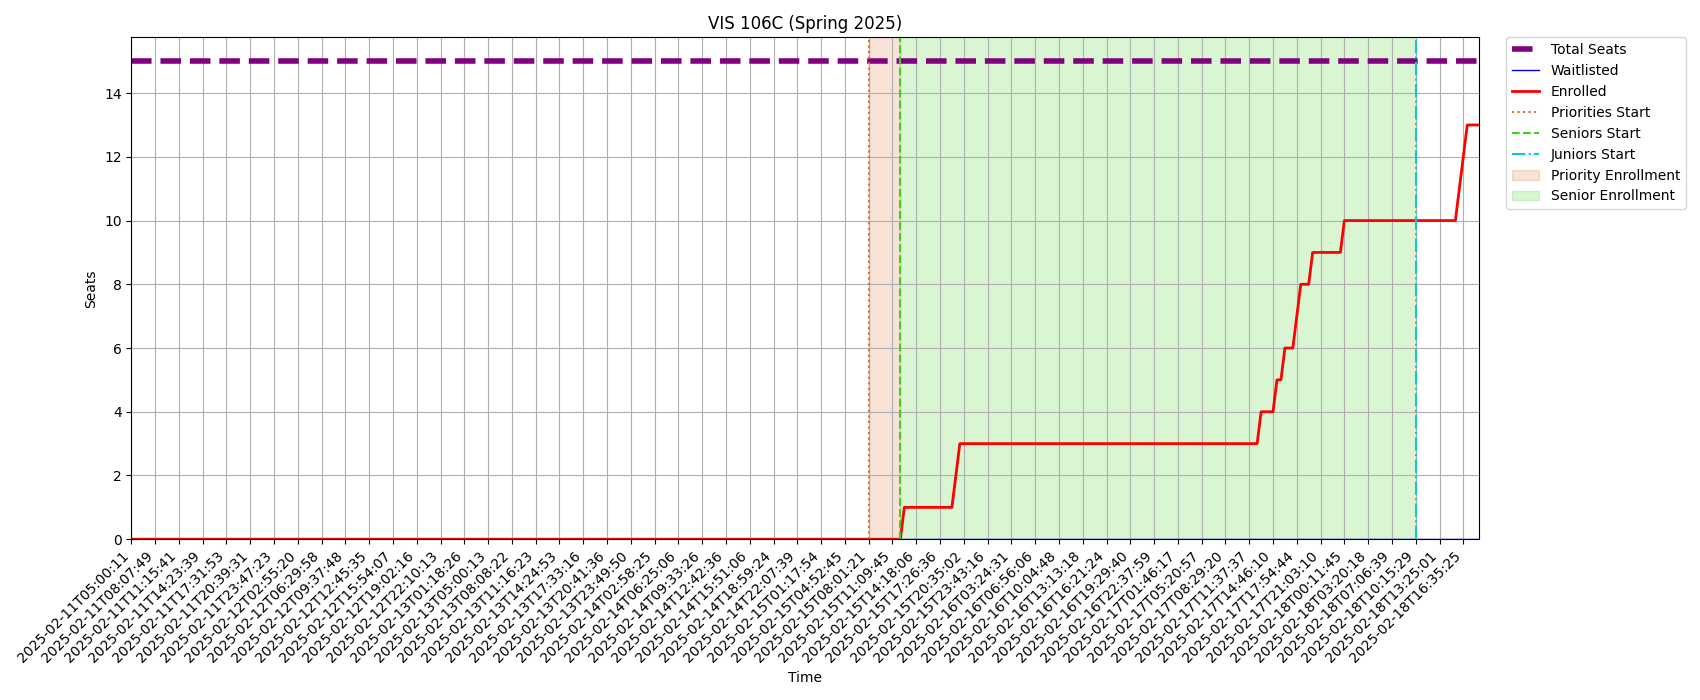 VIS 106C (Spring 2025)
Total Seats
Waitlisted
Enrolled
Priorities Start
Seniors Start
Juniors Start
Priority Enrollment
Senior Enrollment
Seats
14
12
10
8
6
4
2
0
2025-02-11T05:00:11
2025-02-11T08:07:49
2025-02-11T11:15:41
2025-02-11T14:23:39
2025-02-11T17:31:53
2025-02-11T20:39:31
2025-02-11T23:47:23
2025-02-12T02:55:20
2025-02-12T06:29:58
2025-02-12T09:37:48
2025-02-12T12:45:35
2025-02-12T15:54:07
2025-02-12T19:02:16
2025-02-12T22:10:13
2025-02-13T01:18:26
2025-02-13T05:00:13
2025-02-13T08:08:22
2025-02-13T11:16:23
2025-02-13T14:24:53
2025-02-13T17:33:16
2025-02-13T20:41:36
2025-02-13T23:49:50
2025-02-14T02:58:25
2025-02-14T06:25:06
2025-02-14T09:33:26
2025-02-14T12:42:36
2025-02-14T15:51:06
2025-02-14T18:59:24
2025-02-14T22:07:39
2025-02-15T01:17:54
2025-02-15T04:52:45
2025-02-15T08:01:21
2025-02-15T11:09:45
2025-02-15T14:18:06
2025-02-15T17:26:36
2025-02-15T20:35:02
2025-02-15T23:43:16
2025-02-16T03:24:31
2025-02-16T06:56:06
2025-02-16T10:04:48
2025-02-16T13:13:18
2025-02-16T16:21:24
2025-02-16T19:29:40
2025-02-16T22:37:59
2025-02-17T01:46:17
2025-02-17T05:20:57
2025-02-17T08:29:20
2025-02-17T11:37:37
2025-02-17T14:46:10
2025-02-17T17:54:44
2025-02-17T21:03:10
2025-02-18T00:11:45
2025-02-18T03:20:18
2025-02-18T07:06:39
2025-02-18T10:15:29
2025-02-18T13:25:01
2025-02-18T16:35:25
Time